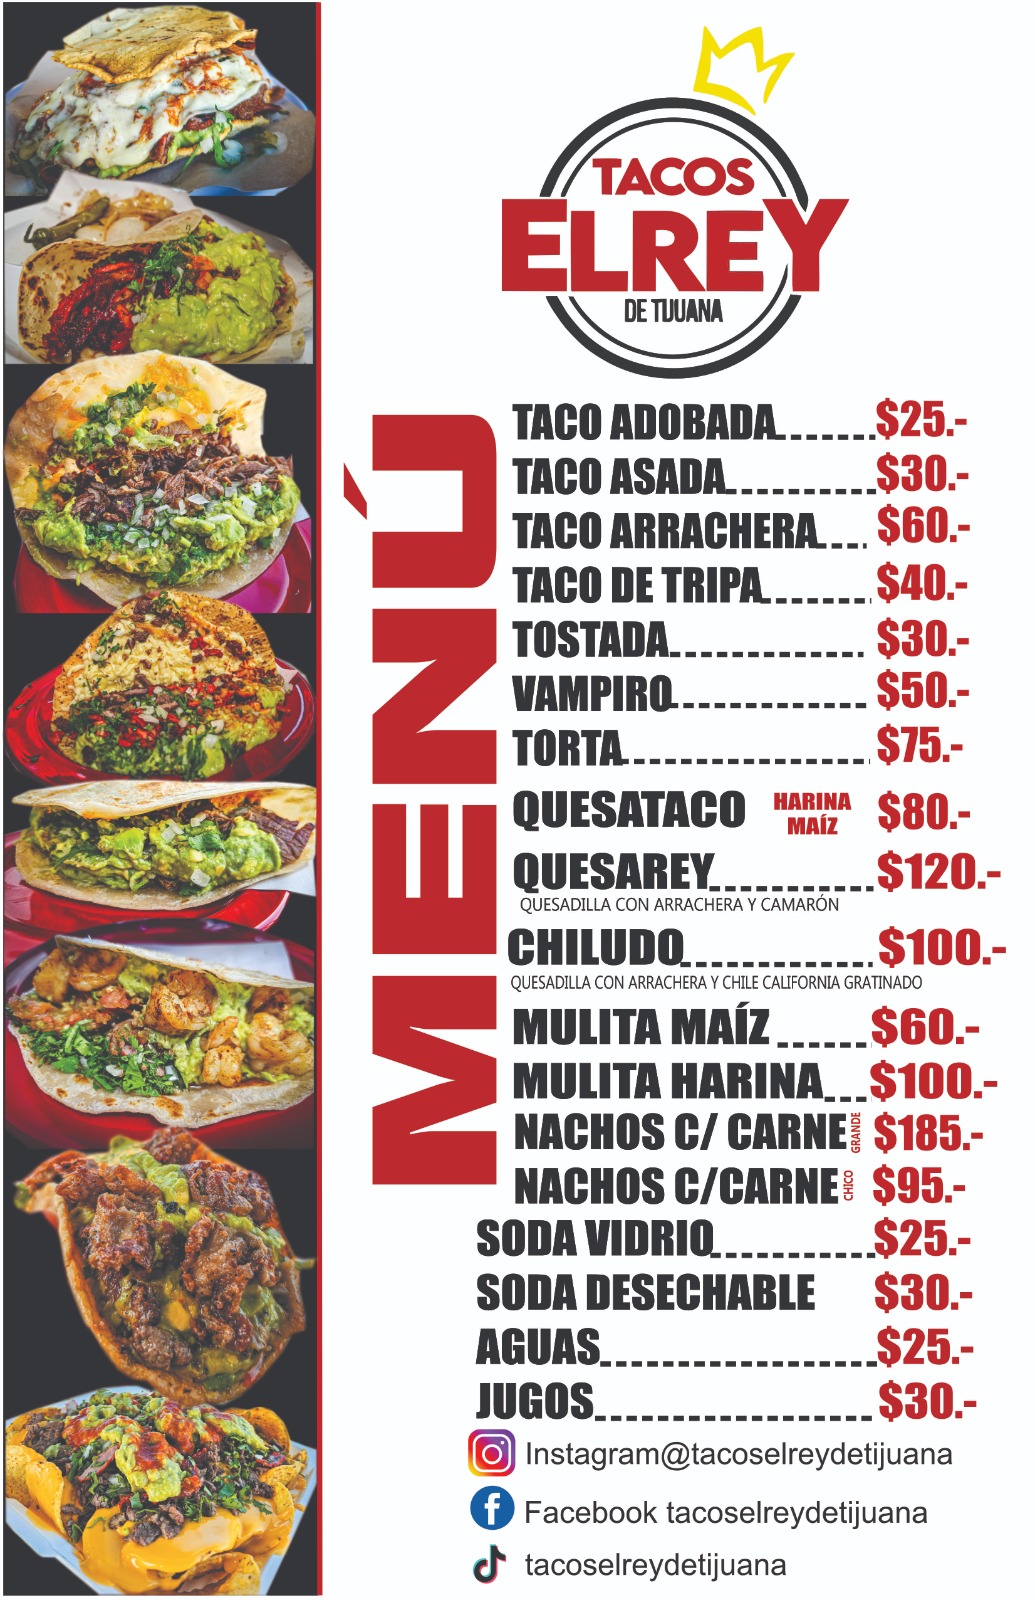 TACOS
ELREY
DE TIJUANA
MENÚ
TACO ADOBADA.......$25.-
TACO ASADA..........$30.-
TACO ARRACHERA.... $60.-
TACO DE TRIPA........$40.-
TOSTADA............. $30.-
VAMPIRO............. $50.-
TORTA................ $75.-
QUESATACO HARINA MAÍZ $80.-
QUESAREY...........$120.-
QUESADILLA CON ARRACHERA Y CAMARÓN
CHILUDO.............$100.-
QUESADILLA CON ARRACHERA Y CHILE CALIFORNIA GRATINADO
MULITA MAÍZ ......$60.-
MULITA HARINA...$100.-
NACHOS C/ CARNE GRANDE $185.-
NACHOS C/CARNE CHICO $95.-
SODA VIDRIO...........$25.-
SODA DESECHABLE $30.-
AGUAS..................$25.-
JUGOS..................$30.-
Instagram@tacoselreydetijuana
Facebook tacoselreydetijuana
tacoselreydetijuana